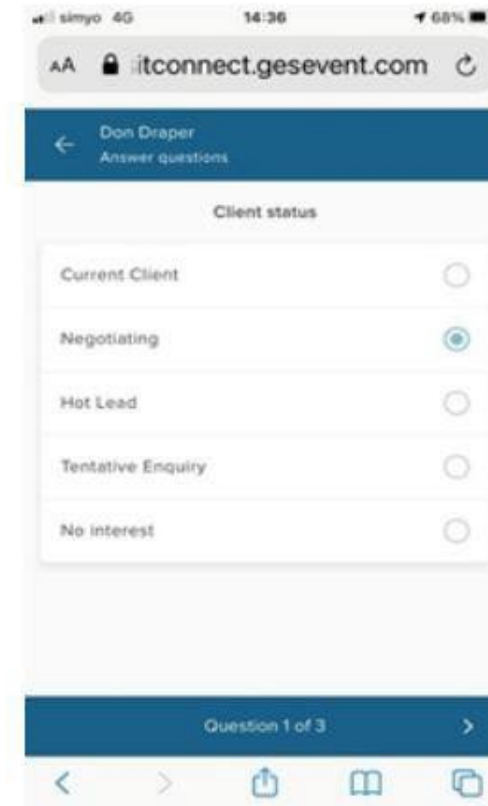 simyo 4G 14:36 68%
AA itconnect.gesevent.com
Don Draper
Answer questions
Client status
Current Client
Negotiating
Hot Lead
Tentative Enquiry
No interest
Question 1 of 3